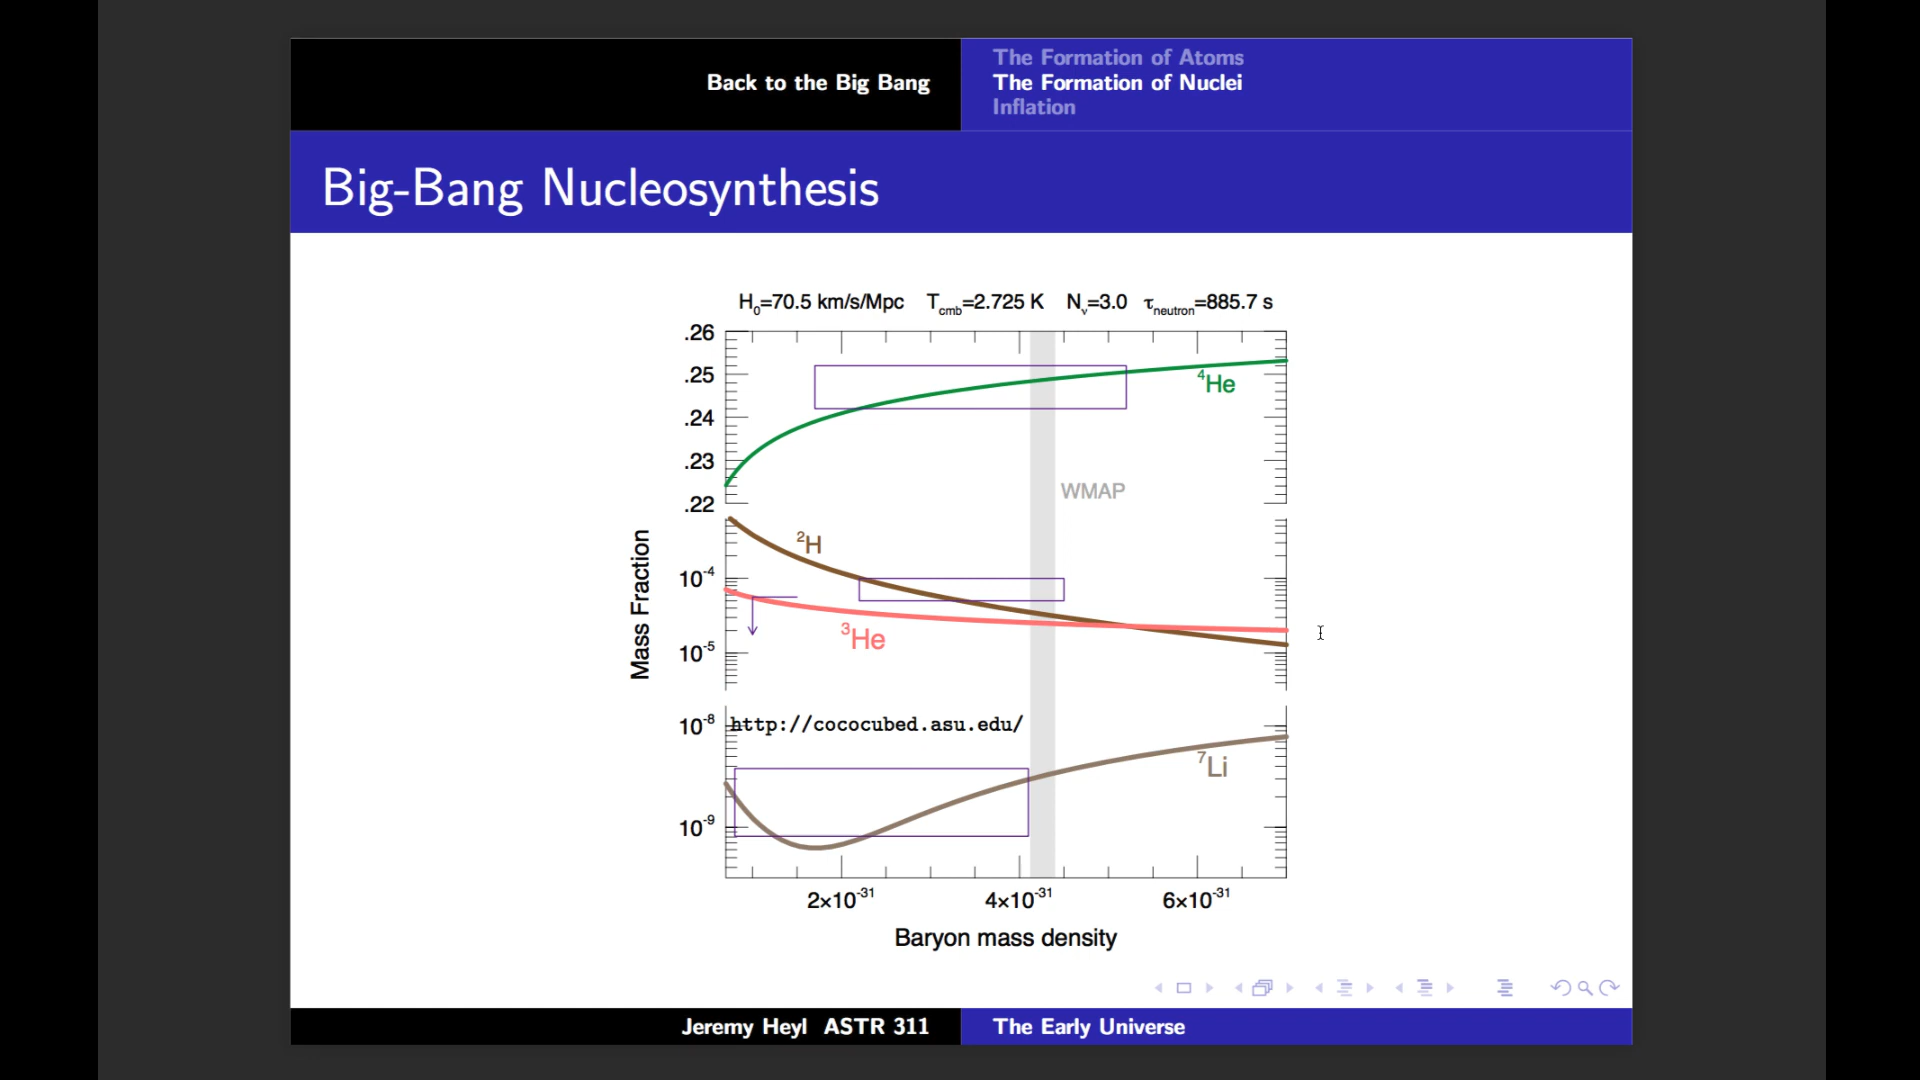 Back to the Big Bang
The Formation of Atoms
The Formation of Nuclei
Inflation
Big-Bang Nucleosynthesis
H₀=70.5 km/s/Mpc T_cmb=2.725 K N_ν=3.0 τ_neutron=885.7 s
.26
.25
⁴He
.24
.23
WMAP
.22
²H
10⁻⁴
³He
10⁻⁵
Mass Fraction
10⁻⁸
http://cococubed.asu.edu/
⁷Li
10⁻⁹
2×10⁻³¹ 4×10⁻³¹ 6×10⁻³¹
Baryon mass density
Jeremy Heyl ASTR 311
The Early Universe